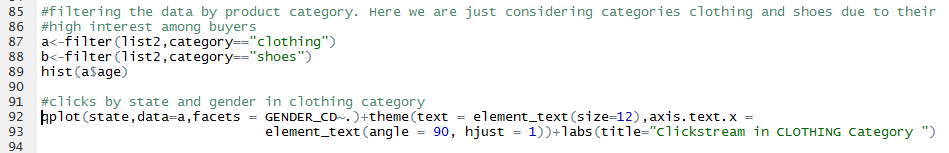 85 #filtering the data by product category. Here we are just considering categories clothing and shoes due to their
86 #high interest among buyers
87 a<-filter(list2,category=="clothing")
88 b<-filter(list2,category=="shoes")
89 hist(a$age)
90
91 #clicks by state and gender in clothing category
92 qplot(state,data=a,facets = GENDER_CD~.)+theme(text = element_text(size=12),axis.text.x =
93 element_text(angle = 90, hjust = 1))+labs(title="Clickstream in CLOTHING Category ")
94